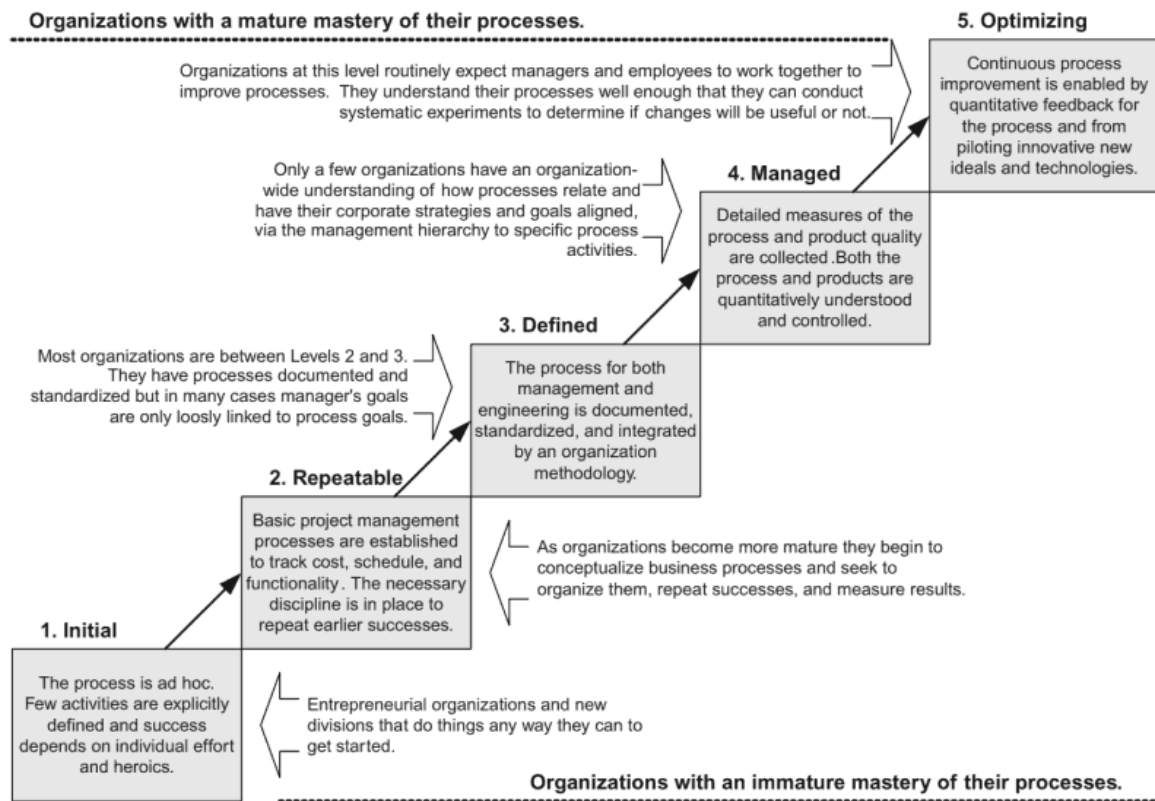 Organizations with a mature mastery of their processes.
5. Optimizing
Organizations at this level routinely expect managers and employees to work together to
improve processes. They understand their processes well enough that they can conduct
systematic experiments to determine if changes will be useful or not.
Continuous process
improvement is enabled by
quantitative feedback for
the process and from
piloting innovative new
ideals and technologies.
Only a few organizations have an organization-
wide understanding of how processes relate and
have their corporate strategies and goals aligned,
via the management hierarchy to specific process
activities.
4. Managed
Detailed measures of the
process and product quality
are collected .Both the
process and products are
quantitatively understood
and controlled.
3. Defined
Most organizations are between Levels 2 and 3.
They have processes documented and
standardized but in many cases manager's goals
are only loosly linked to process goals.
The process for both
management and
engineering is documented,
standardized, and integrated
by an organization
methodology.
2. Repeatable
Basic project management
processes are established
to track cost, schedule, and
functionality. The necessary
discipline is in place to
repeat earlier successes.
As organizations become more mature they begin to
conceptualize business processes and seek to
organize them, repeat successes, and measure results.
1. Initial
The process is ad hoc.
Few activities are explicitly
defined and success
depends on individual effort
and heroics.
Entrepreneurial organizations and new
divisions that do things any way they can to
get started.
Organizations with an immature mastery of their processes.